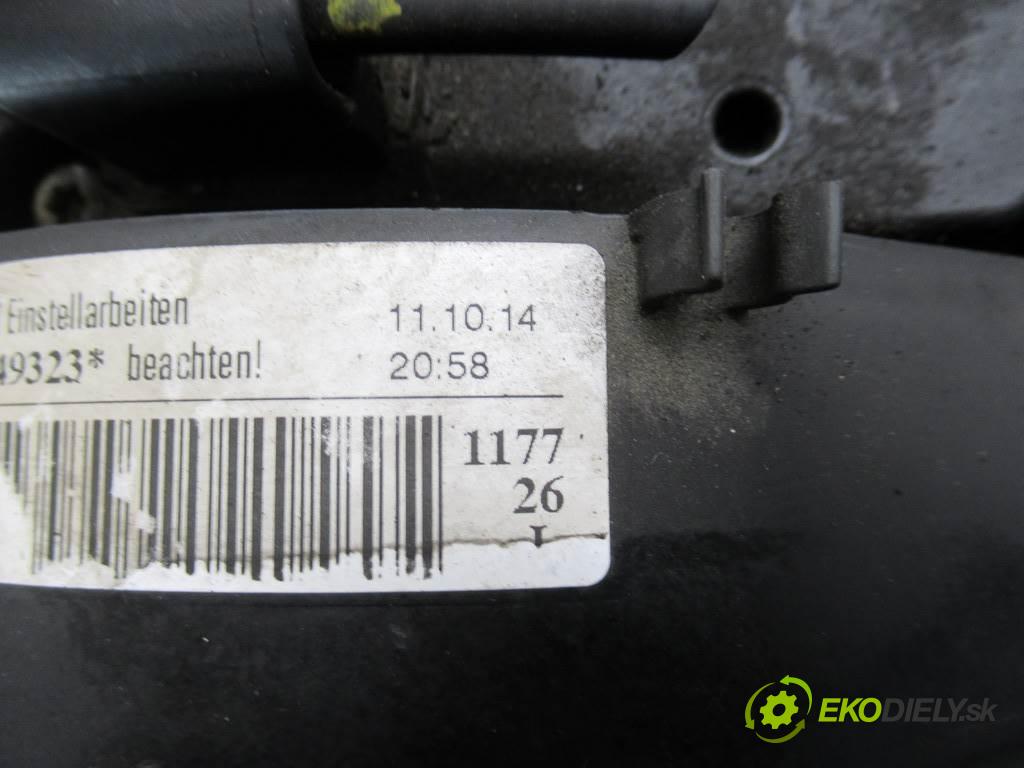 Einstellarbeiten 11.10.14
49323* beachten! 20:58
1177
26
EKODIELY.sk